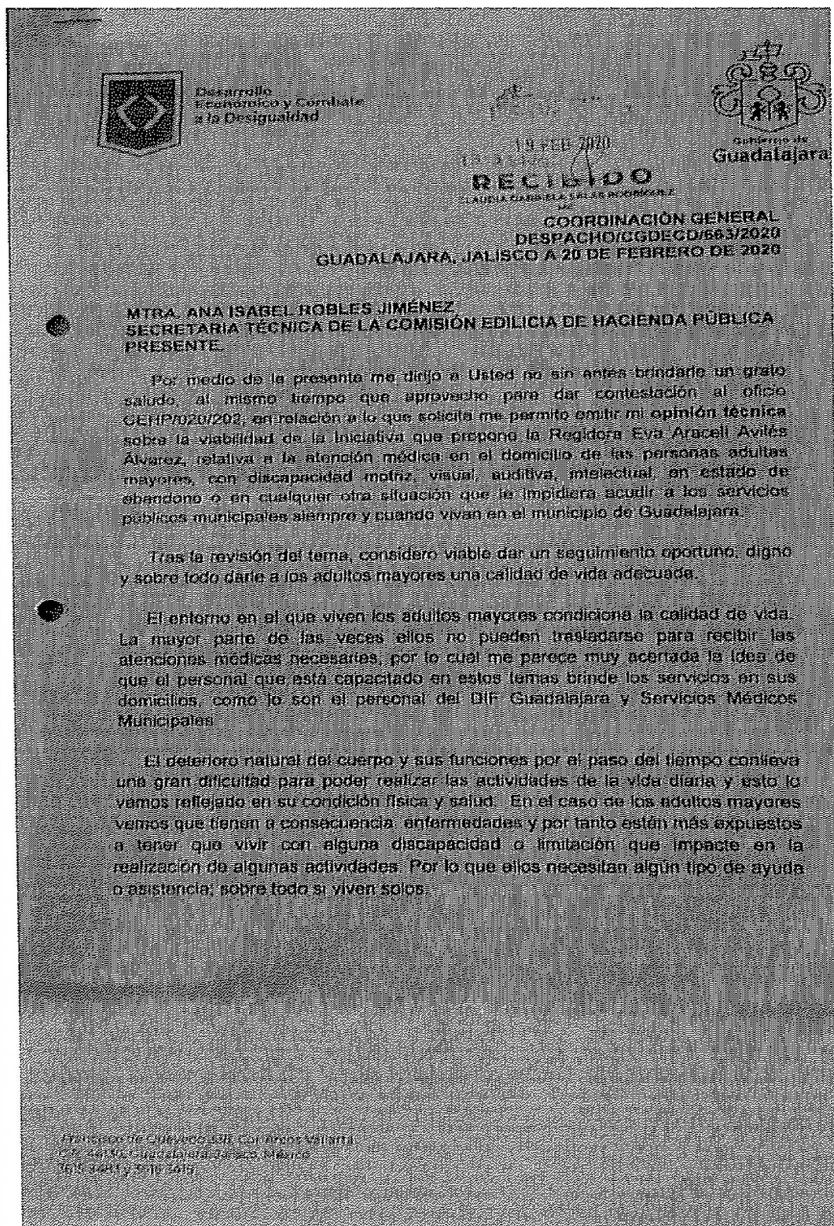 Desarrollo
Económico y Combate
a la Desigualdad
Gobierno de
Guadalajara
19 FEB 2020
RECIBIDO
CLAUDIA GABRIELA SALAS RODRÍGUEZ
COORDINACIÓN GENERAL
DESPACHO/CGDECD/663/2020
GUADALAJARA, JALISCO A 20 DE FEBRERO DE 2020
MTRA. ANA ISABEL ROBLES JIMÉNEZ
SECRETARIA TÉCNICA DE LA COMISIÓN EDILICIA DE HACIENDA PÚBLICA
PRESENTE.
Por medio de la presente me dirijo a Usted no sin antes brindarle un grato
saludo, al mismo tiempo que aprovecho para dar contestación al oficio
CEHP/020/202, en relación a lo que solicita me permito emitir mi opinión técnica
sobre la viabilidad de la Iniciativa que propone la Regidora Eva Araceli Avilés
Álvarez, relativa a la atención médica en el domicilio de las personas adultas
mayores, con discapacidad motriz, visual, auditiva, intelectual, en estado de
abandono o en cualquier otra situación que le impidiera acudir a los servicios
públicos municipales siempre y cuando vivan en el municipio de Guadalajara.
Tras la revisión del tema, considero viable dar un seguimiento oportuno, digno
y sobre todo darle a los adultos mayores una calidad de vida adecuada.
El entorno en el que viven los adultos mayores condiciona la calidad de vida.
La mayor parte de las veces ellos no pueden trasladarse para recibir las
atenciones médicas necesarias, por lo cual me parece muy acertada la idea de
que el personal que está capacitado en estos temas brinde los servicios en sus
domicilios, como lo son el personal del DIF Guadalajara y Servicios Médicos
Municipales
El deterioro natural del cuerpo y sus funciones por el paso del tiempo conlleva
una gran dificultad para poder realizar las actividades de la vida diaria y esto lo
vemos reflejado en su condición física y salud. En el caso de los adultos mayores
vemos que tienen a consecuencia enfermedades y por tanto están más expuestos
a tener que vivir con alguna discapacidad o limitación que impacte en la
realización de algunas actividades. Por lo que ellos necesitan algún tipo de ayuda
o asistencia; sobre todo si viven solos.
Francisco de Quevedo 338, Col. Arcos Vallarta
Guadalajara, Jalisco, México